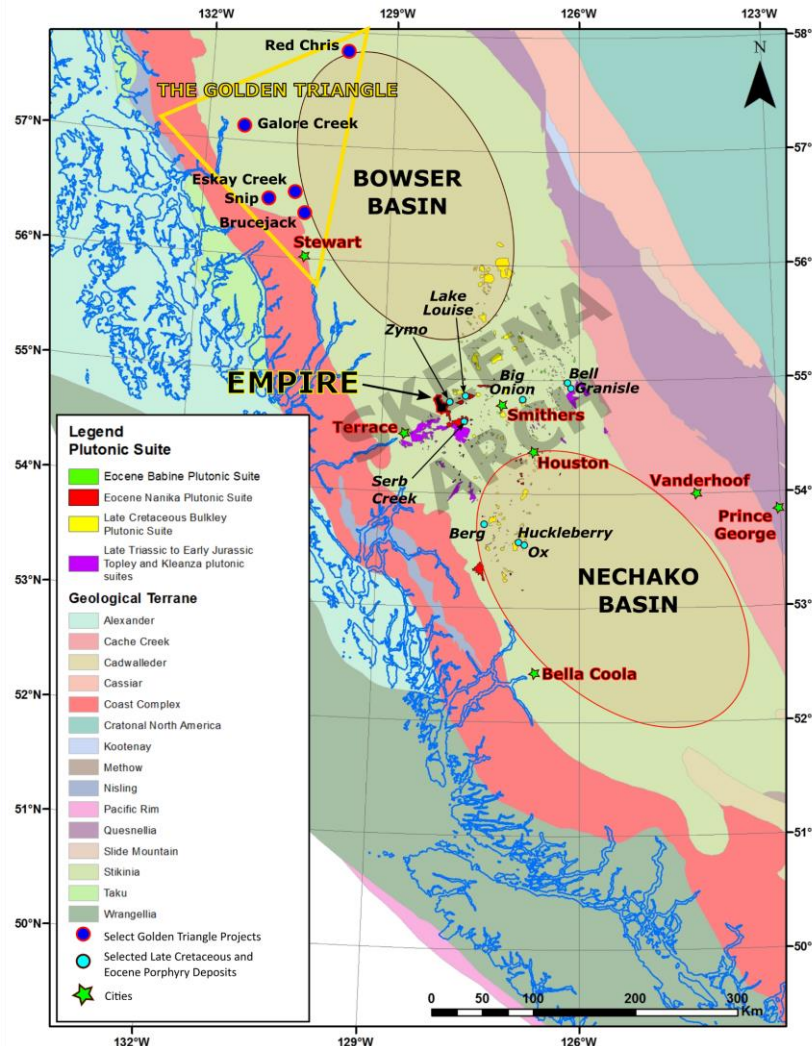 132°W
129°W
126°W
123°W
58°N
Red Chris
N
THE GOLDEN TRIANGLE
57°N
57°N
Galore Creek
BOWSER
BASIN
Eskay Creek
Snip
Brucejack
Stewart
56°N
56°N
Lake
Louise
Zymo
55°N
55°N
EMPIRE
SKEENA
ARCH
Big
Onion
Bell
Granisle
Smithers
Terrace
54°N
54°N
Houston
Serb
Creek
Vanderhoof
Prince
George
Berg
Huckleberry
Ox
53°N
53°N
NECHAKO
BASIN
Bella Coola
52°N
52°N
51°N
51°N
50°N
50°N
Legend
Plutonic Suite
Eocene Babine Plutonic Suite
Eocene Nanika Plutonic Suite
Late Cretaceous Bulkley
Plutonic Suite
Late Triassic to Early Jurassic
Topley and Kleanza plutonic
suites
Geological Terrane
Alexander
Cache Creek
Cadwalleder
Cassiar
Coast Complex
Cratonal North America
Kootenay
Methow
Nisling
Pacific Rim
Quesnellia
Slide Mountain
Stikinia
Taku
Wrangellia
Select Golden Triangle Projects
Selected Late Cretaceous and
Eocene Porphyry Deposits
Cities
0 50 100 200 300
Km
132°W
129°W
126°W